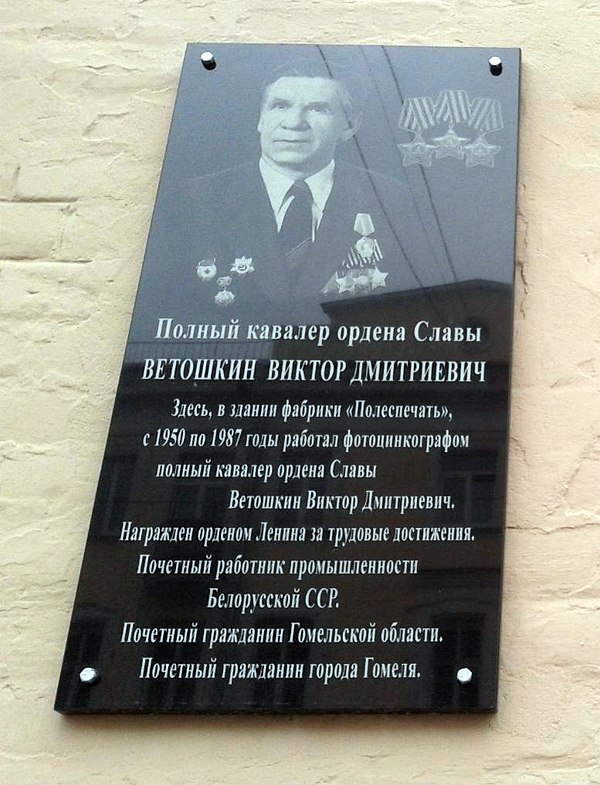 Полный кавалер ордена Славы
ВЕТОШКИН ВИКТОР ДМИТРИЕВИЧ
Здесь, в здании фабрики «Полеспечать»,
с 1950 по 1987 годы работал фотоцинкографом
полный кавалер ордена Славы
Ветошкин Виктор Дмитриевич.
Награжден орденом Ленина за трудовые достижения.
Почетный работник промышленности
Белорусской ССР.
Почетный гражданин Гомельской области.
Почетный гражданин города Гомеля.